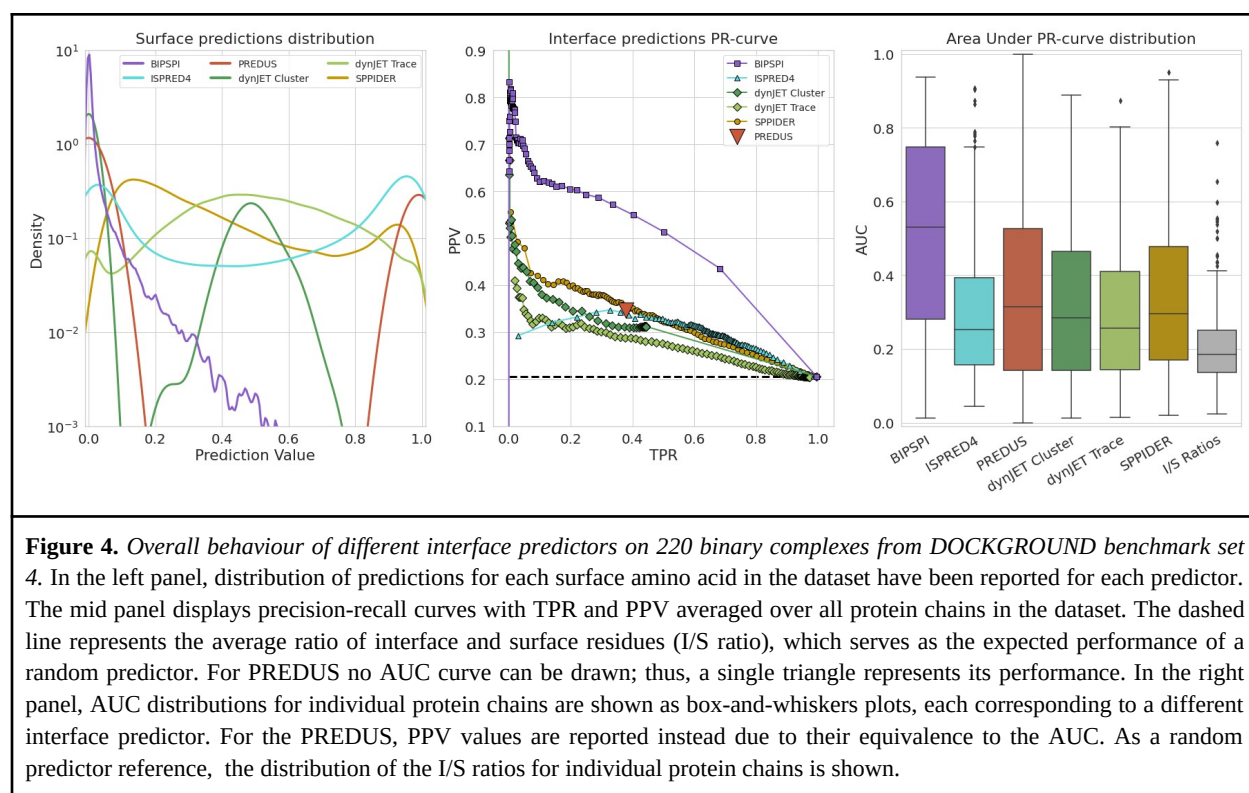 Surface predictions distribution
BIPSPI
ISPRED4
PREDUS
dynJET Cluster
dynJET Trace
SPPIDER
10^1
10^0
10^-1
10^-2
10^-3
Density
0.0 0.2 0.4 0.6 0.8 1.0
Prediction Value
Interface predictions PR-curve
BIPSPI
ISPRED4
dynJET Cluster
dynJET Trace
SPPIDER
PREDUS
0.9
0.8
0.7
0.6
0.5
0.4
0.3
0.2
0.1
PPV
0.0 0.2 0.4 0.6 0.8 1.0
TPR
Area Under PR-curve distribution
1.0
0.8
0.6
0.4
0.2
0.0
AUC
BIPSPI
ISPRED4
PREDUS
dynJET Cluster
dynJET Trace
SPPIDER
I/S Ratios
Figure 4. Overall behaviour of different interface predictors on 220 binary complexes from DOCKGROUND benchmark set
4. In the left panel, distribution of predictions for each surface amino acid in the dataset have been reported for each predictor.
The mid panel displays precision-recall curves with TPR and PPV averaged over all protein chains in the dataset. The dashed
line represents the average ratio of interface and surface residues (I/S ratio), which serves as the expected performance of a
random predictor. For PREDUS no AUC curve can be drawn; thus, a single triangle represents its performance. In the right
panel, AUC distributions for individual protein chains are shown as box-and-whiskers plots, each corresponding to a different
interface predictor. For the PREDUS, PPV values are reported instead due to their equivalence to the AUC. As a random
predictor reference, the distribution of the I/S ratios for individual protein chains is shown.